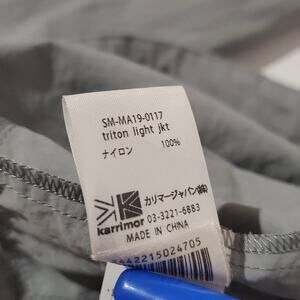 SM-MA19-0117
triton light jkt
ナイロン 100%
カリマージャパン(株)
karrimor 03-3221-6883
MADE IN CHINA